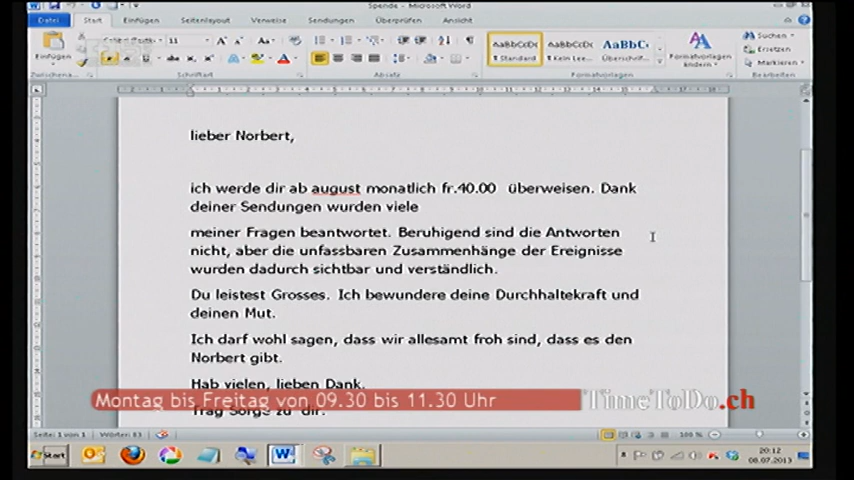 Spende - Microsoft Word
Datei Start Einfügen Seitenlayout Verweise Sendungen Überprüfen Ansicht
Einfügen
11
AaBbCcDc AaBbCcDc AaBbC
Standard Kein Lee... Überschrif...
Formatvorlagen ändern
Suchen
Ersetzen
Markieren
Zwischena... Schriftart Absatz Formatvorlagen Bearbeiten
lieber Norbert,
ich werde dir ab august monatlich fr.40.00 überweisen. Dank
deiner Sendungen wurden viele
meiner Fragen beantwortet. Beruhigend sind die Antworten
nicht, aber die unfassbaren Zusammenhänge der Ereignisse
wurden dadurch sichtbar und verständlich.
Du leistest Grosses. Ich bewundere deine Durchhaltekraft und
deinen Mut.
Ich darf wohl sagen, dass wir allesamt froh sind, dass es den
Norbert gibt.
Hab vielen, lieben Dank.
Montag bis Freitag von 09.30 bis 11.30 Uhr
TimeToDo.ch
Trag Sorge zu dir.
Seite: 1 von 1 Wörter: 83
100 %
Start
20:12
08.07.2013